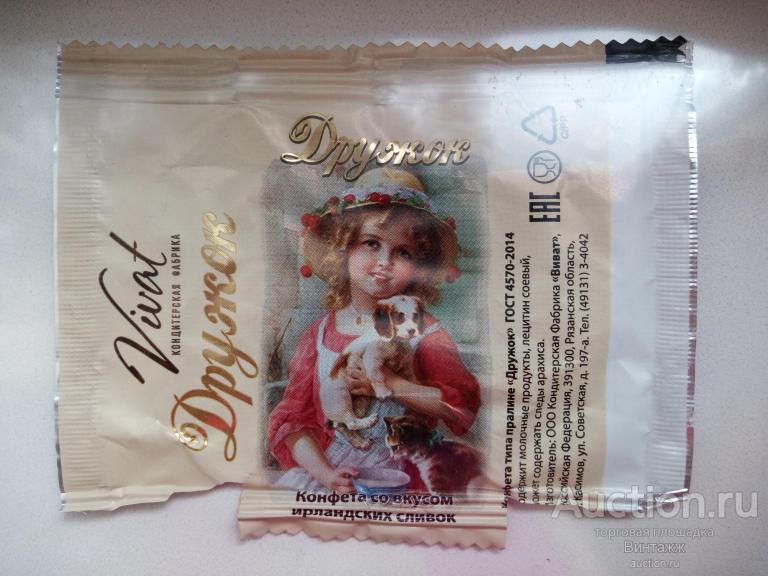 Vivat
КОНДИТЕРСКАЯ ФАБРИКА
Дружок
Дружок
Конфета со вкусом
ирландских сливок
Конфета типа пралине «Дружок» ГОСТ 4570-2014
содержит молочные продукты, лецитин соевый,
может содержать следы арахиса.
Изготовитель: ООО Кондитерская Фабрика «Виват»,
Российская Федерация, 391300, Рязанская область,
Касимов, ул. Советская, д. 197-а. Тел. (49131) 3-4042
EAC
Auction.ru
торговая площадка
Винтажж
auction.ru